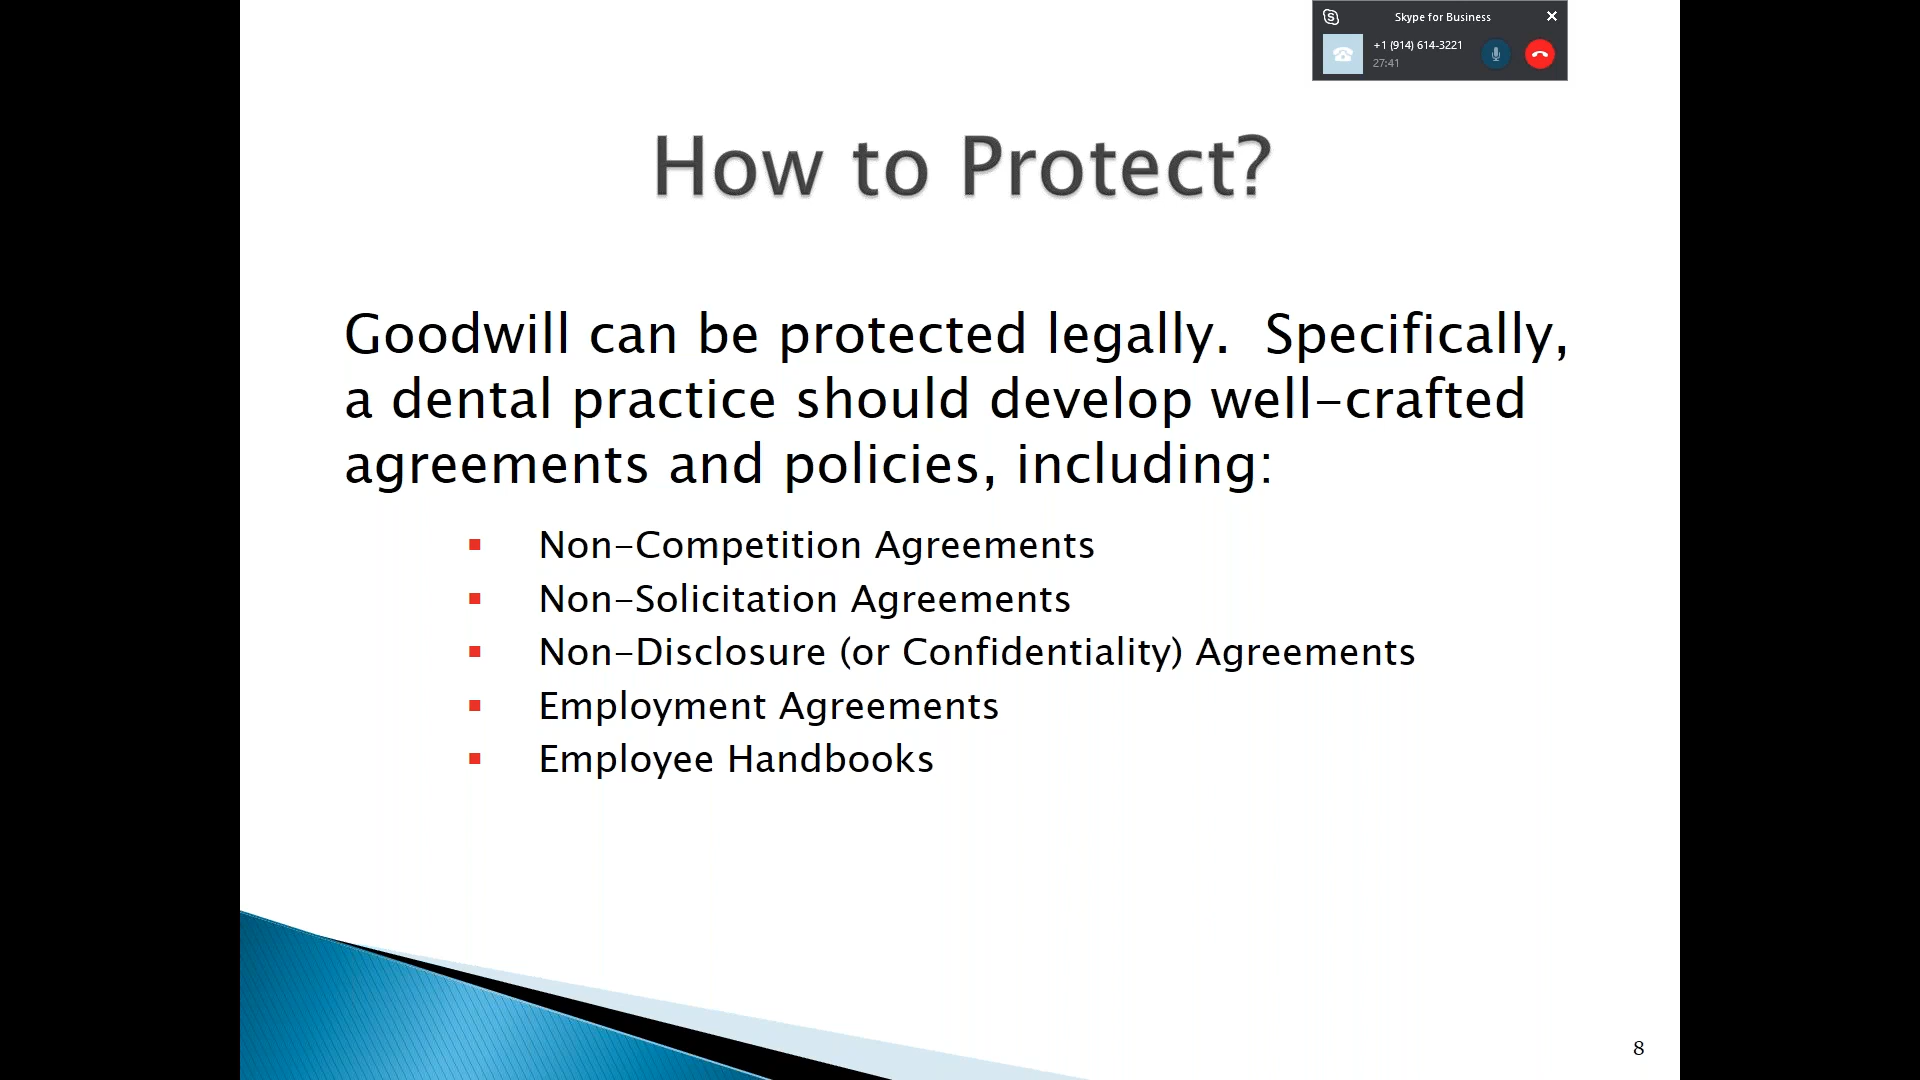 Skype for Business
+1 (914) 614-3221
27:41
How to Protect?
Goodwill can be protected legally.  Specifically,
a dental practice should develop well-crafted
agreements and policies, including:
▪ Non-Competition Agreements
▪ Non-Solicitation Agreements
▪ Non-Disclosure (or Confidentiality) Agreements
▪ Employment Agreements
▪ Employee Handbooks
8